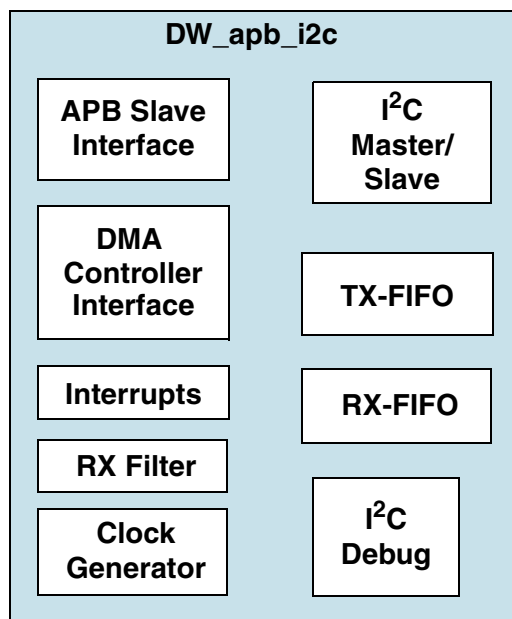 DW_apb_i2c
APB Slave
Interface
DMA
Controller
Interface
Interrupts
RX Filter
Clock
Generator
I²C
Master/
Slave
TX-FIFO
RX-FIFO
I²C
Debug